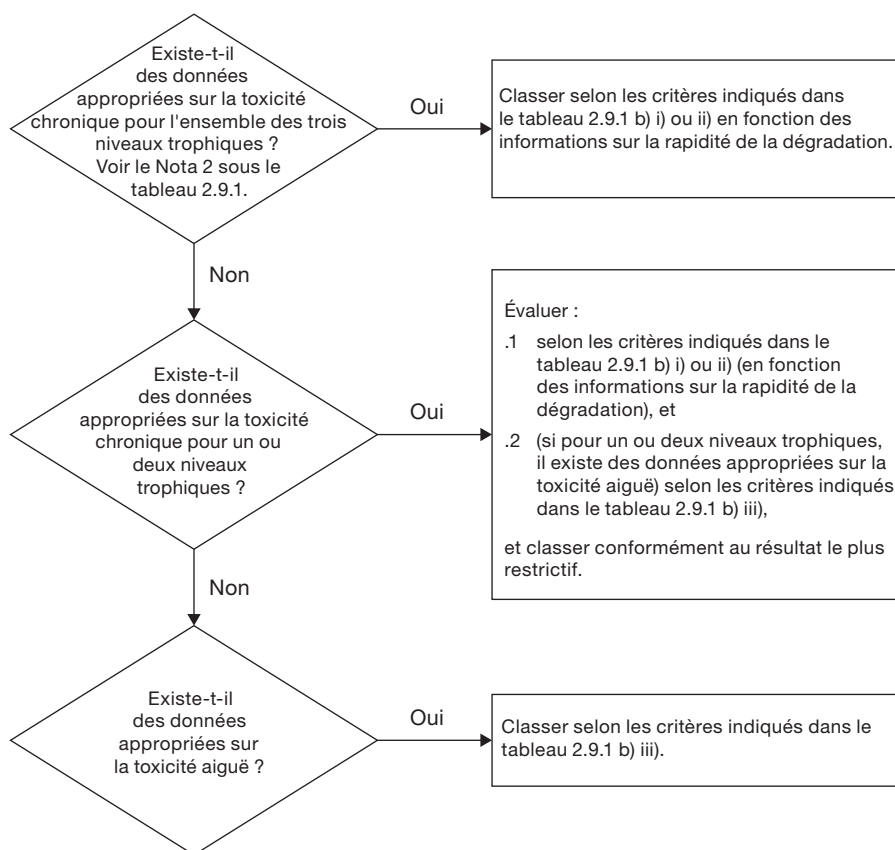 Existe-t-il
des données
appropriées sur la toxicité
chronique pour l'ensemble des trois
niveaux trophiques ?
Voir le Nota 2 sous le
tableau 2.9.1.
Oui
Classer selon les critères indiqués dans
le tableau 2.9.1 b) i) ou ii) en fonction des
informations sur la rapidité de la dégradation.
Non
Existe-t-il
des données
appropriées sur la toxicité
chronique pour un ou
deux niveaux
trophiques ?
Oui
Évaluer :
.1 selon les critères indiqués dans le
tableau 2.9.1 b) i) ou ii) (en fonction
des informations sur la rapidité de la
dégradation), et
.2 (si pour un ou deux niveaux trophiques,
il existe des données appropriées sur la
toxicité aiguë) selon les critères indiqués
dans le tableau 2.9.1 b) iii),
et classer conformément au résultat le plus
restrictif.
Non
Existe-t-il
des données
appropriées sur
la toxicité aiguë ?
Oui
Classer selon les critères indiqués dans le
tableau 2.9.1 b) iii).